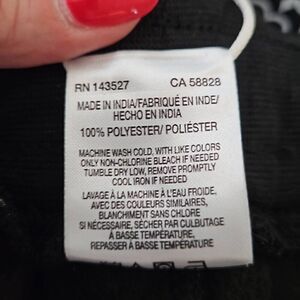 RN 143527 CA 58828
MADE IN INDIA/FABRIQUÉ EN INDE/
HECHO EN INDIA
100% POLYESTER/ POLIÉSTER
MACHINE WASH COLD, WITH LIKE COLORS
ONLY NON-CHLORINE BLEACH IF NEEDED
TUMBLE DRY LOW, REMOVE PROMPTLY
COOL IRON IF NEEDED
LAVAGE À LA MACHINE À L'EAU FROIDE,
AVEC DES COULEURS SIMILAIRES,
BLANCHIMENT SANS CHLORE
SI NÉCESSAIRE, SÉCHER PAR CULBUTAGE
À BASSE TEMPÉRATURE,
REPASSER À BASSE TEMPÉRATURE